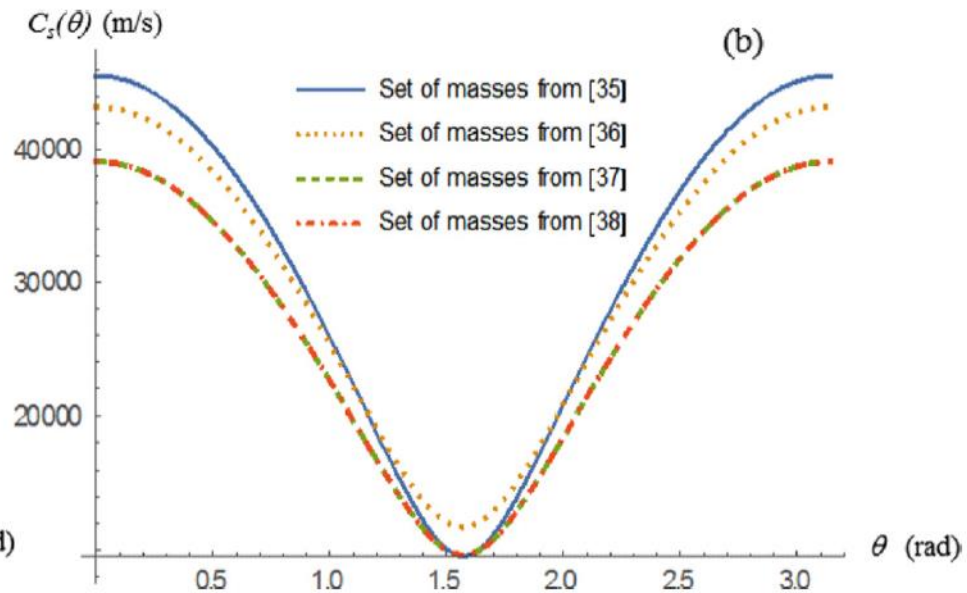 C_s(θ) (m/s)
(b)
Set of masses from [35]
Set of masses from [36]
Set of masses from [37]
Set of masses from [38]
40000
30000
20000
d)
θ (rad)
0.5 1.0 1.5 2.0 2.5 3.0